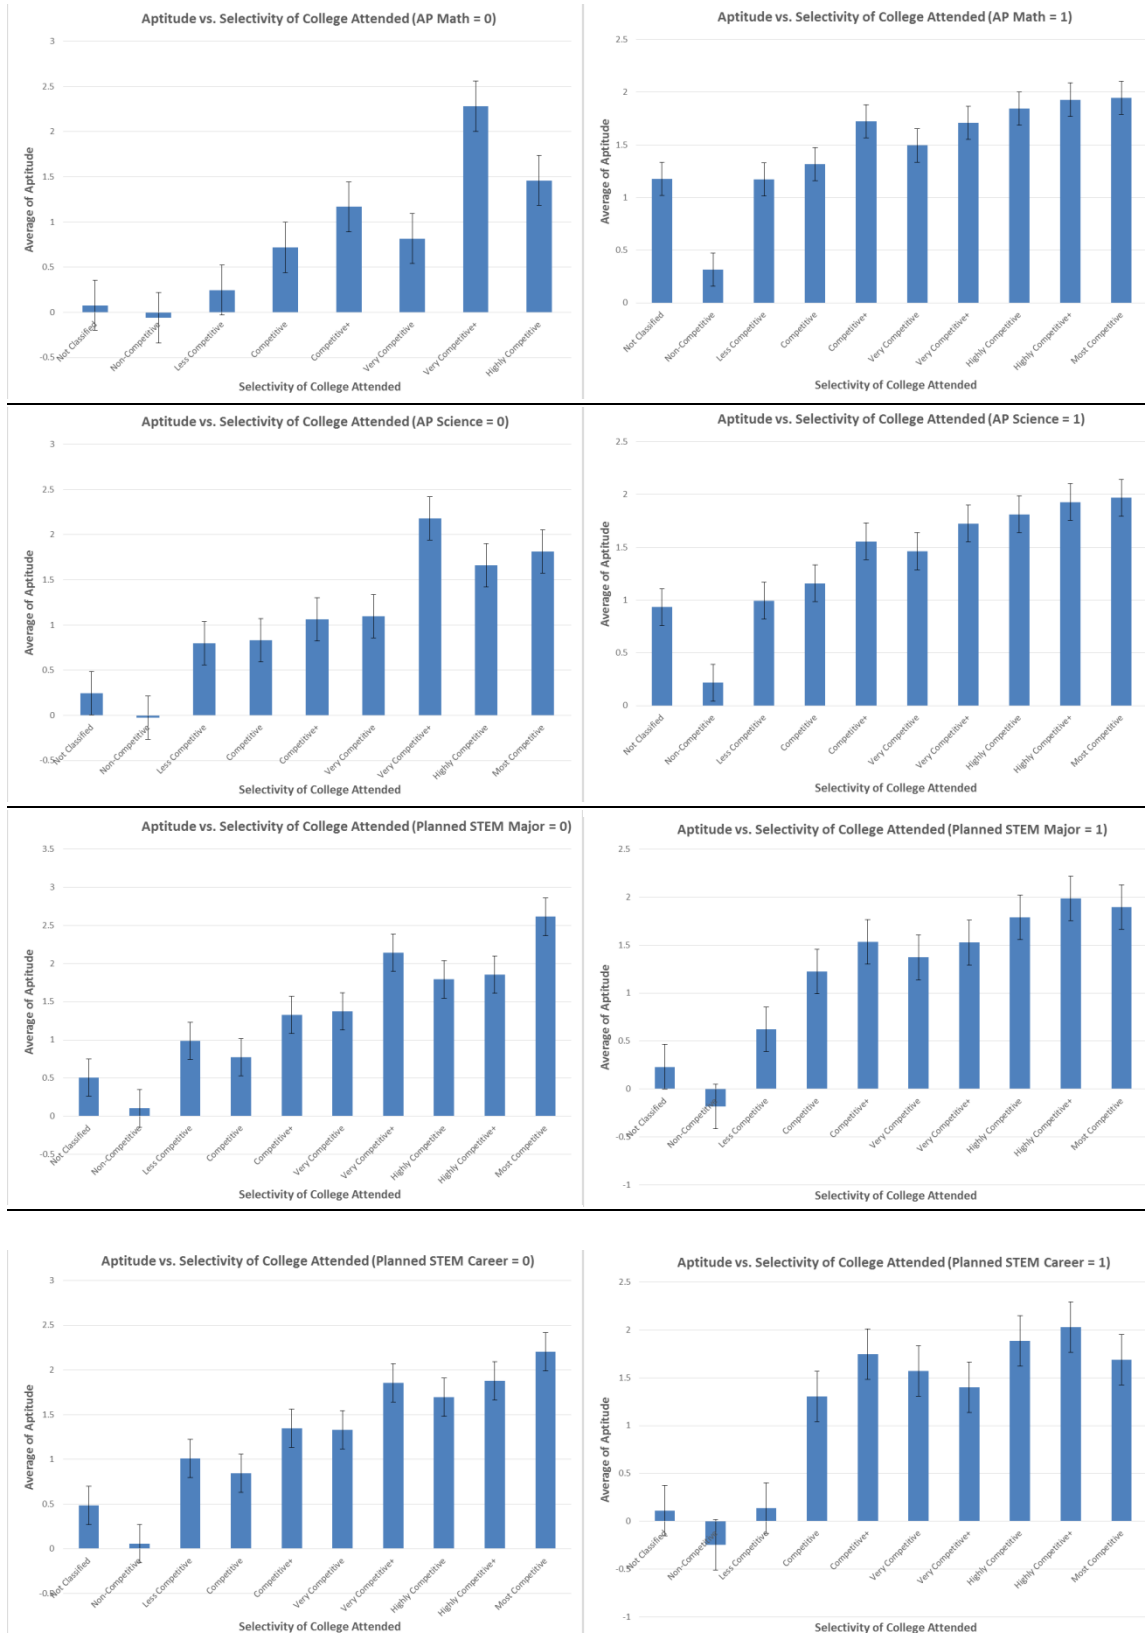 Aptitude vs. Selectivity of College Attended (AP Math = 0)
3
2.5
2
1.5
1
0.5
0
-0.5
Average of Aptitude
Not Classified
Non-Competitive
Less Competitive
Competitive
Competitive+
Very Competitive
Very Competitive+
Highly Competitive
Selectivity of College Attended
Aptitude vs. Selectivity of College Attended (AP Math = 1)
2.5
2
1.5
1
0.5
0
Average of Aptitude
Not Classified
Non-Competitive
Less Competitive
Competitive
Competitive+
Very Competitive
Very Competitive+
Highly Competitive
Highly Competitive+
Most Competitive
Selectivity of College Attended
Aptitude vs. Selectivity of College Attended (AP Science = 0)
3
2.5
2
1.5
1
0.5
0
-0.5
Average of Aptitude
Not Classified
Non-Competitive
Less Competitive
Competitive
Competitive+
Very Competitive
Very Competitive+
Highly Competitive
Most Competitive
Selectivity of College Attended
Aptitude vs. Selectivity of College Attended (AP Science = 1)
2.5
2
1.5
1
0.5
0
Average of Aptitude
Not Classified
Non-Competitive
Less Competitive
Competitive
Competitive+
Very Competitive
Very Competitive+
Highly Competitive
Highly Competitive+
Most Competitive
Selectivity of College Attended
Aptitude vs. Selectivity of College Attended (Planned STEM Major = 0)
3.5
3
2.5
2
1.5
1
0.5
0
-0.5
Average of Aptitude
Not Classified
Non-Competitive
Less Competitive
Competitive
Competitive+
Very Competitive
Very Competitive+
Highly Competitive
Highly Competitive+
Most Competitive
Selectivity of College Attended
Aptitude vs. Selectivity of College Attended (Planned STEM Major = 1)
2.5
2
1.5
1
0.5
0
-0.5
-1
Average of Aptitude
Not Classified
Non-Competitive
Less Competitive
Competitive
Competitive+
Very Competitive
Very Competitive+
Highly Competitive
Highly Competitive+
Most Competitive
Selectivity of College Attended
Aptitude vs. Selectivity of College Attended (Planned STEM Career = 0)
3
2.5
2
1.5
1
0.5
0
-0.5
Average of Aptitude
Not Classified
Non-Competitive
Less Competitive
Competitive
Competitive+
Very Competitive
Very Competitive+
Highly Competitive
Highly Competitive+
Most Competitive
Selectivity of College Attended
Aptitude vs. Selectivity of College Attended (Planned STEM Career = 1)
2.5
2
1.5
1
0.5
0
-0.5
-1
Average of Aptitude
Not Classified
Non-Competitive
Less Competitive
Competitive
Competitive+
Very Competitive
Very Competitive+
Highly Competitive
Highly Competitive+
Most Competitive
Selectivity of College Attended